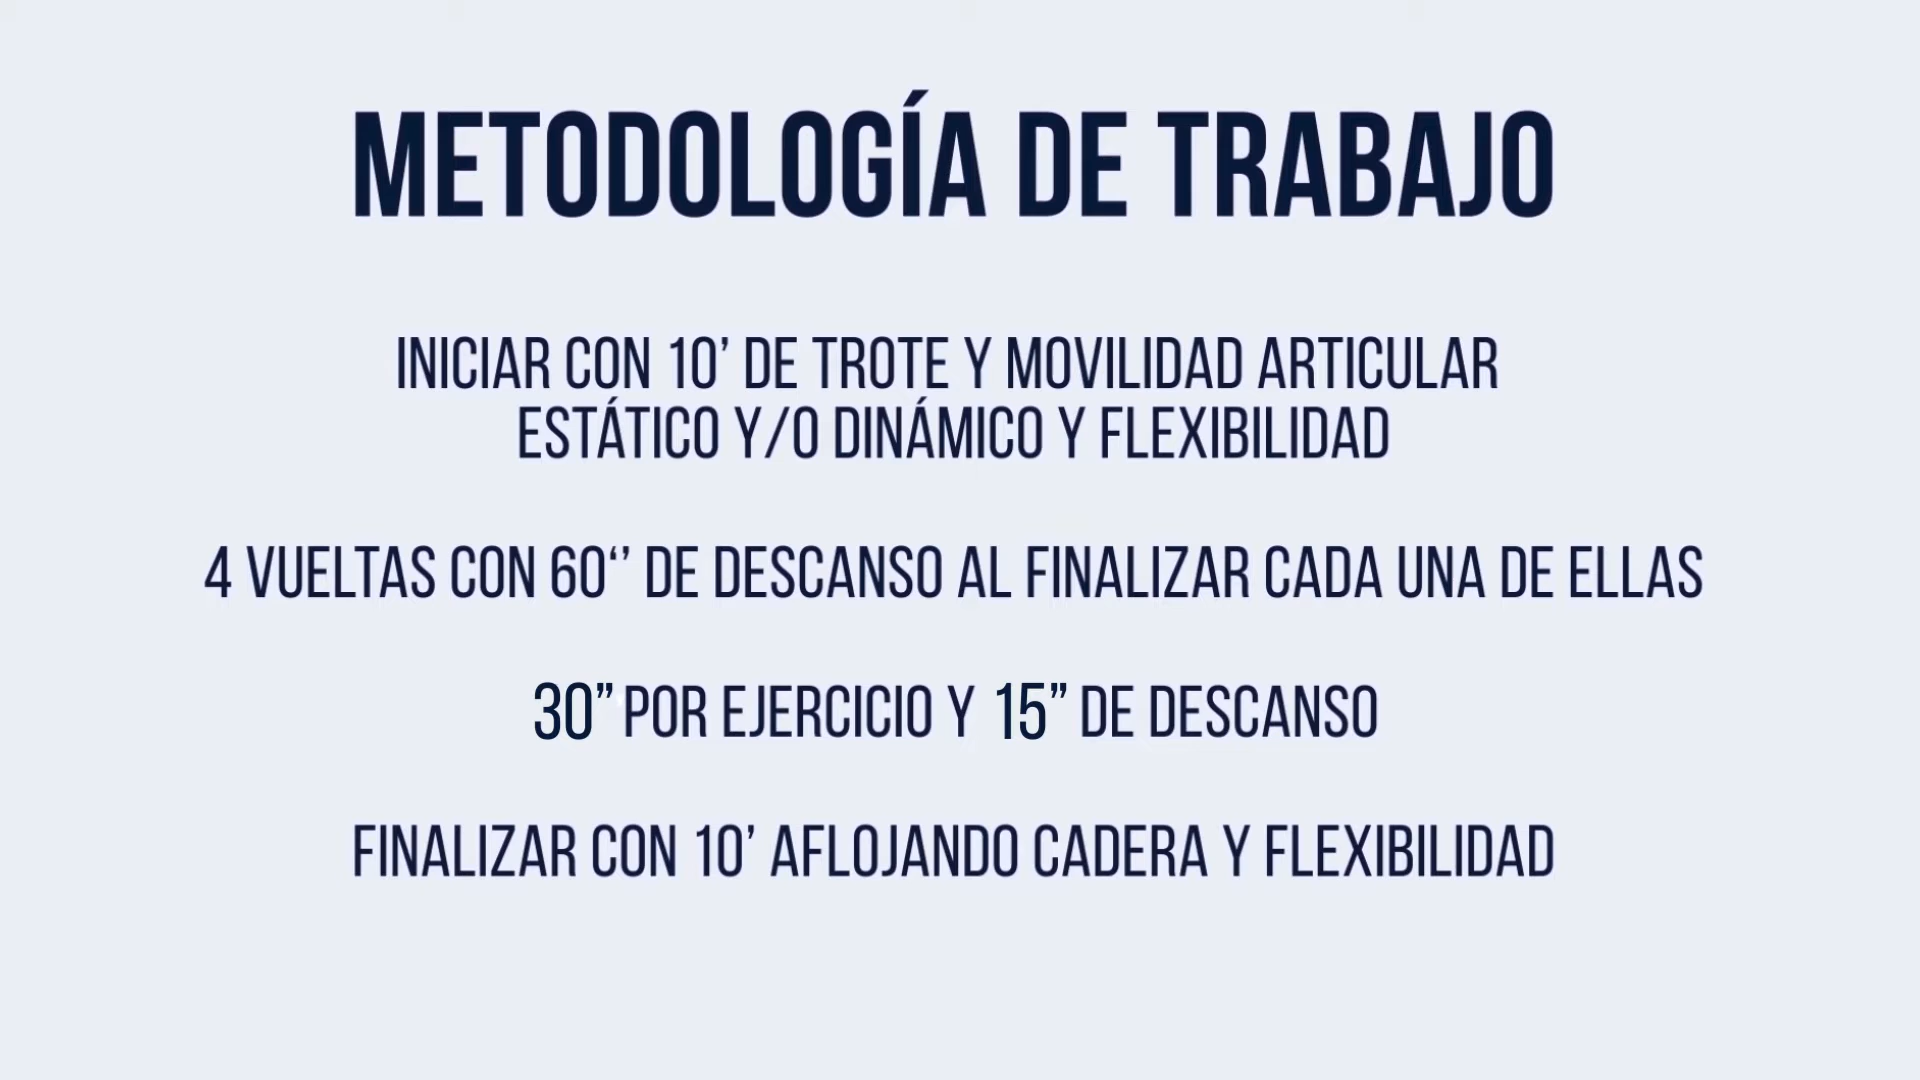 METODOLOGÍA DE TRABAJO
INICIAR CON 10’ DE TROTE Y MOVILIDAD ARTICULAR
ESTÁTICO Y/O DINÁMICO Y FLEXIBILIDAD
4 VUELTAS CON 60‘’ DE DESCANSO AL FINALIZAR CADA UNA DE ELLAS
30” POR EJERCICIO Y 15” DE DESCANSO
FINALIZAR CON 10’ AFLOJANDO CADERA Y FLEXIBILIDAD